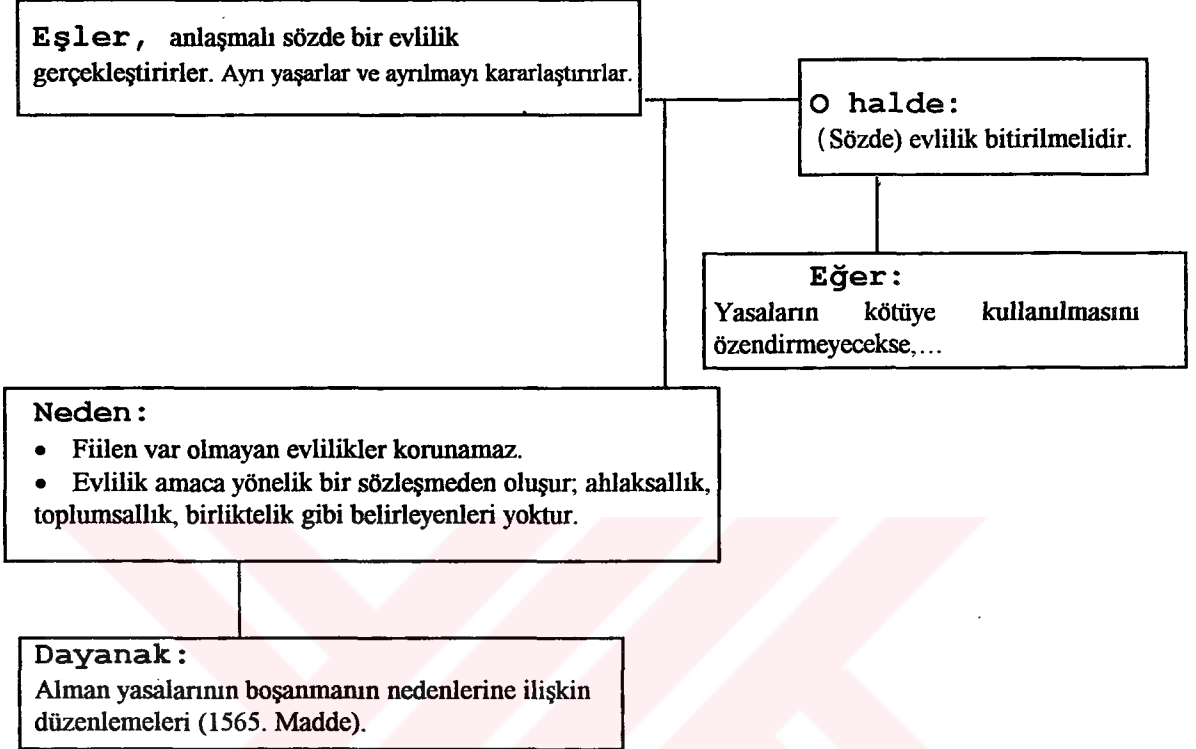 Eşler, anlaşmalı sözde bir evlilik
gerçekleştirirler. Ayrı yaşarlar ve ayrılmayı kararlaştırırlar.
O halde:
(Sözde) evlilik bitirilmelidir.
Eğer:
Yasaların kötüye kullanılmasını
özendirmeyecekse,...
Neden:
• Fiilen var olmayan evlilikler korunamaz.
• Evlilik amaca yönelik bir sözleşmeden oluşur; ahlaksallık,
toplumsallık, birliktelik gibi belirleyenleri yoktur.
Dayanak:
Alman yasalarının boşanmanın nedenlerine ilişkin
düzenlemeleri (1565. Madde).